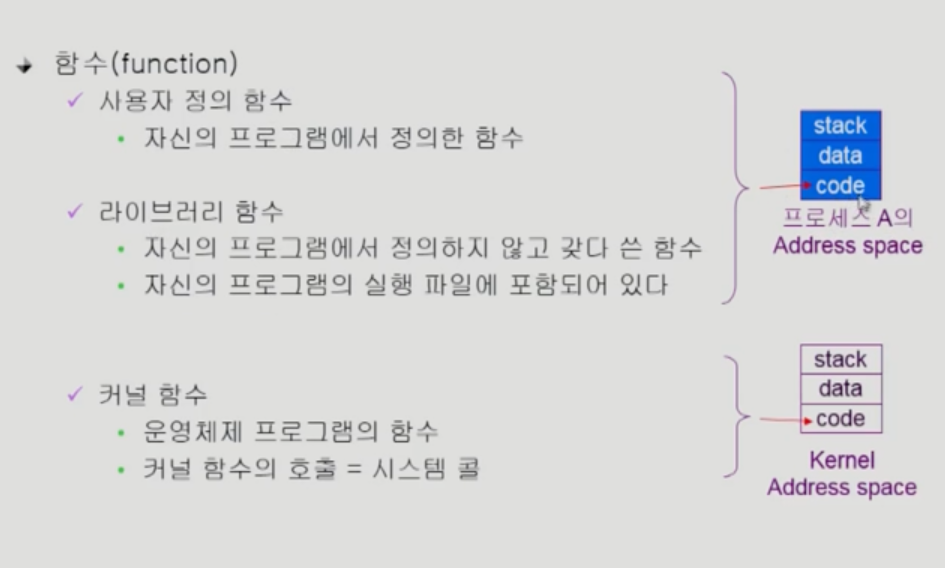 함수(function)
사용자 정의 함수
자신의 프로그램에서 정의한 함수
라이브러리 함수
자신의 프로그램에서 정의하지 않고 갖다 쓴 함수
자신의 프로그램의 실행 파일에 포함되어 있다
stack
data
code
프로세스 A의
Address space
커널 함수
운영체제 프로그램의 함수
커널 함수의 호출 = 시스템 콜
stack
data
code
Kernel
Address space